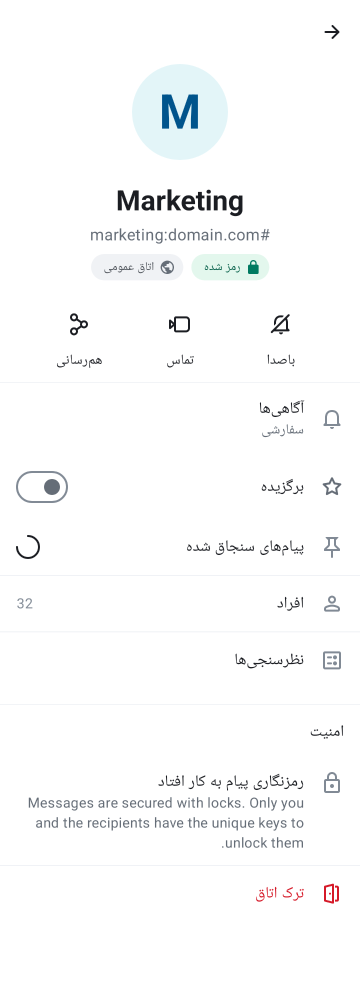 M
Marketing
#marketing:domain.com
رمز شده
اتاق عمومی
باصدا
تماس
هم‌رسانی
آگاهی‌ها
سفارشی
برگزیده
پیام‌های سنجاق شده
افراد
32
نظرسنجی‌ها
امنیت
رمزنگاری پیام به کار افتاد
Messages are secured with locks. Only you
and the recipients have the unique keys to
unlock them.
ترک اتاق